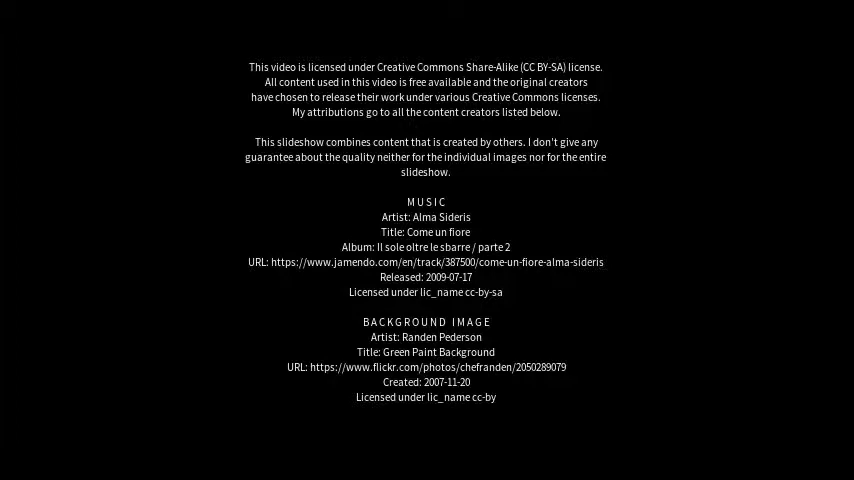 This video is licensed under Creative Commons Share-Alike (CC BY-SA) license.
All content used in this video is free available and the original creators
have chosen to release their work under various Creative Commons licenses.
My attributions go to all the content creators listed below.
This slideshow combines content that is created by others. I don't give any
guarantee about the quality neither for the individual images nor for the entire
slideshow.
MUSIC
Artist: Alma Sideris
Title: Come un fiore
Album: Il sole oltre le sbarre / parte 2
URL: https://www.jamendo.com/en/track/387500/come-un-fiore-alma-sideris
Released: 2009-07-17
Licensed under lic_name cc-by-sa
BACKGROUND IMAGE
Artist: Randen Pederson
Title: Green Paint Background
URL: https://www.flickr.com/photos/chefranden/2050289079
Created: 2007-11-20
Licensed under lic_name cc-by